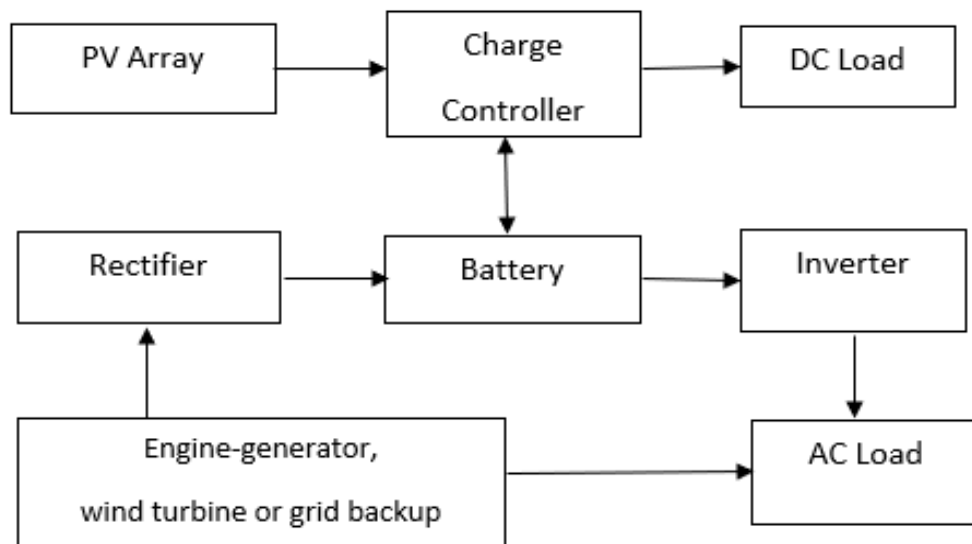 PV Array
Charge
Controller
DC Load
Rectifier
Battery
Inverter
Engine-generator,
wind turbine or grid backup
AC Load